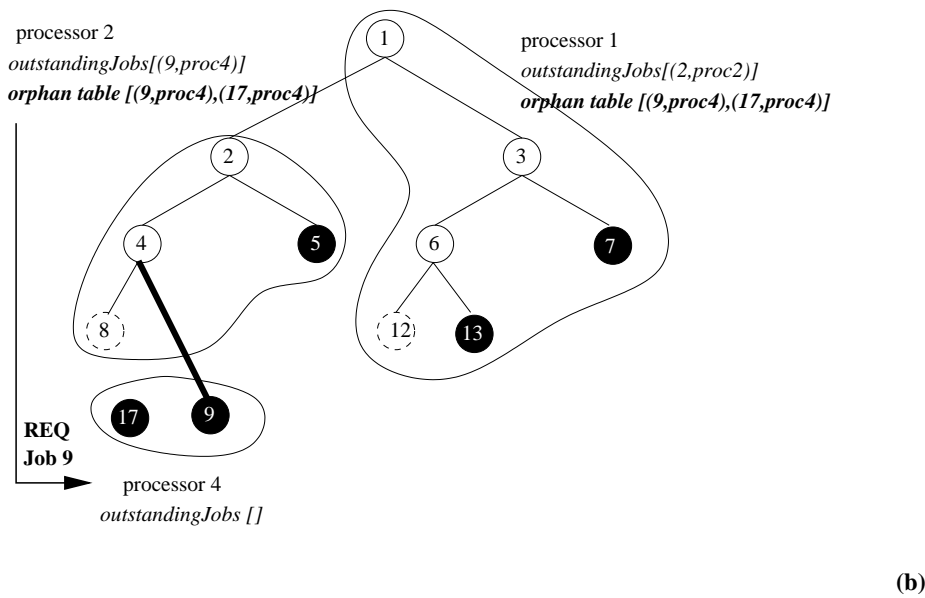 processor 2
outstandingJobs[(9,proc4)]
orphan table [(9,proc4),(17,proc4)]
processor 1
outstandingJobs[(2,proc2)]
orphan table [(9,proc4),(17,proc4)]
1
2
3
4
5
6
7
8
12
13
17
9
REQ
Job 9
processor 4
outstandingJobs []
(b)